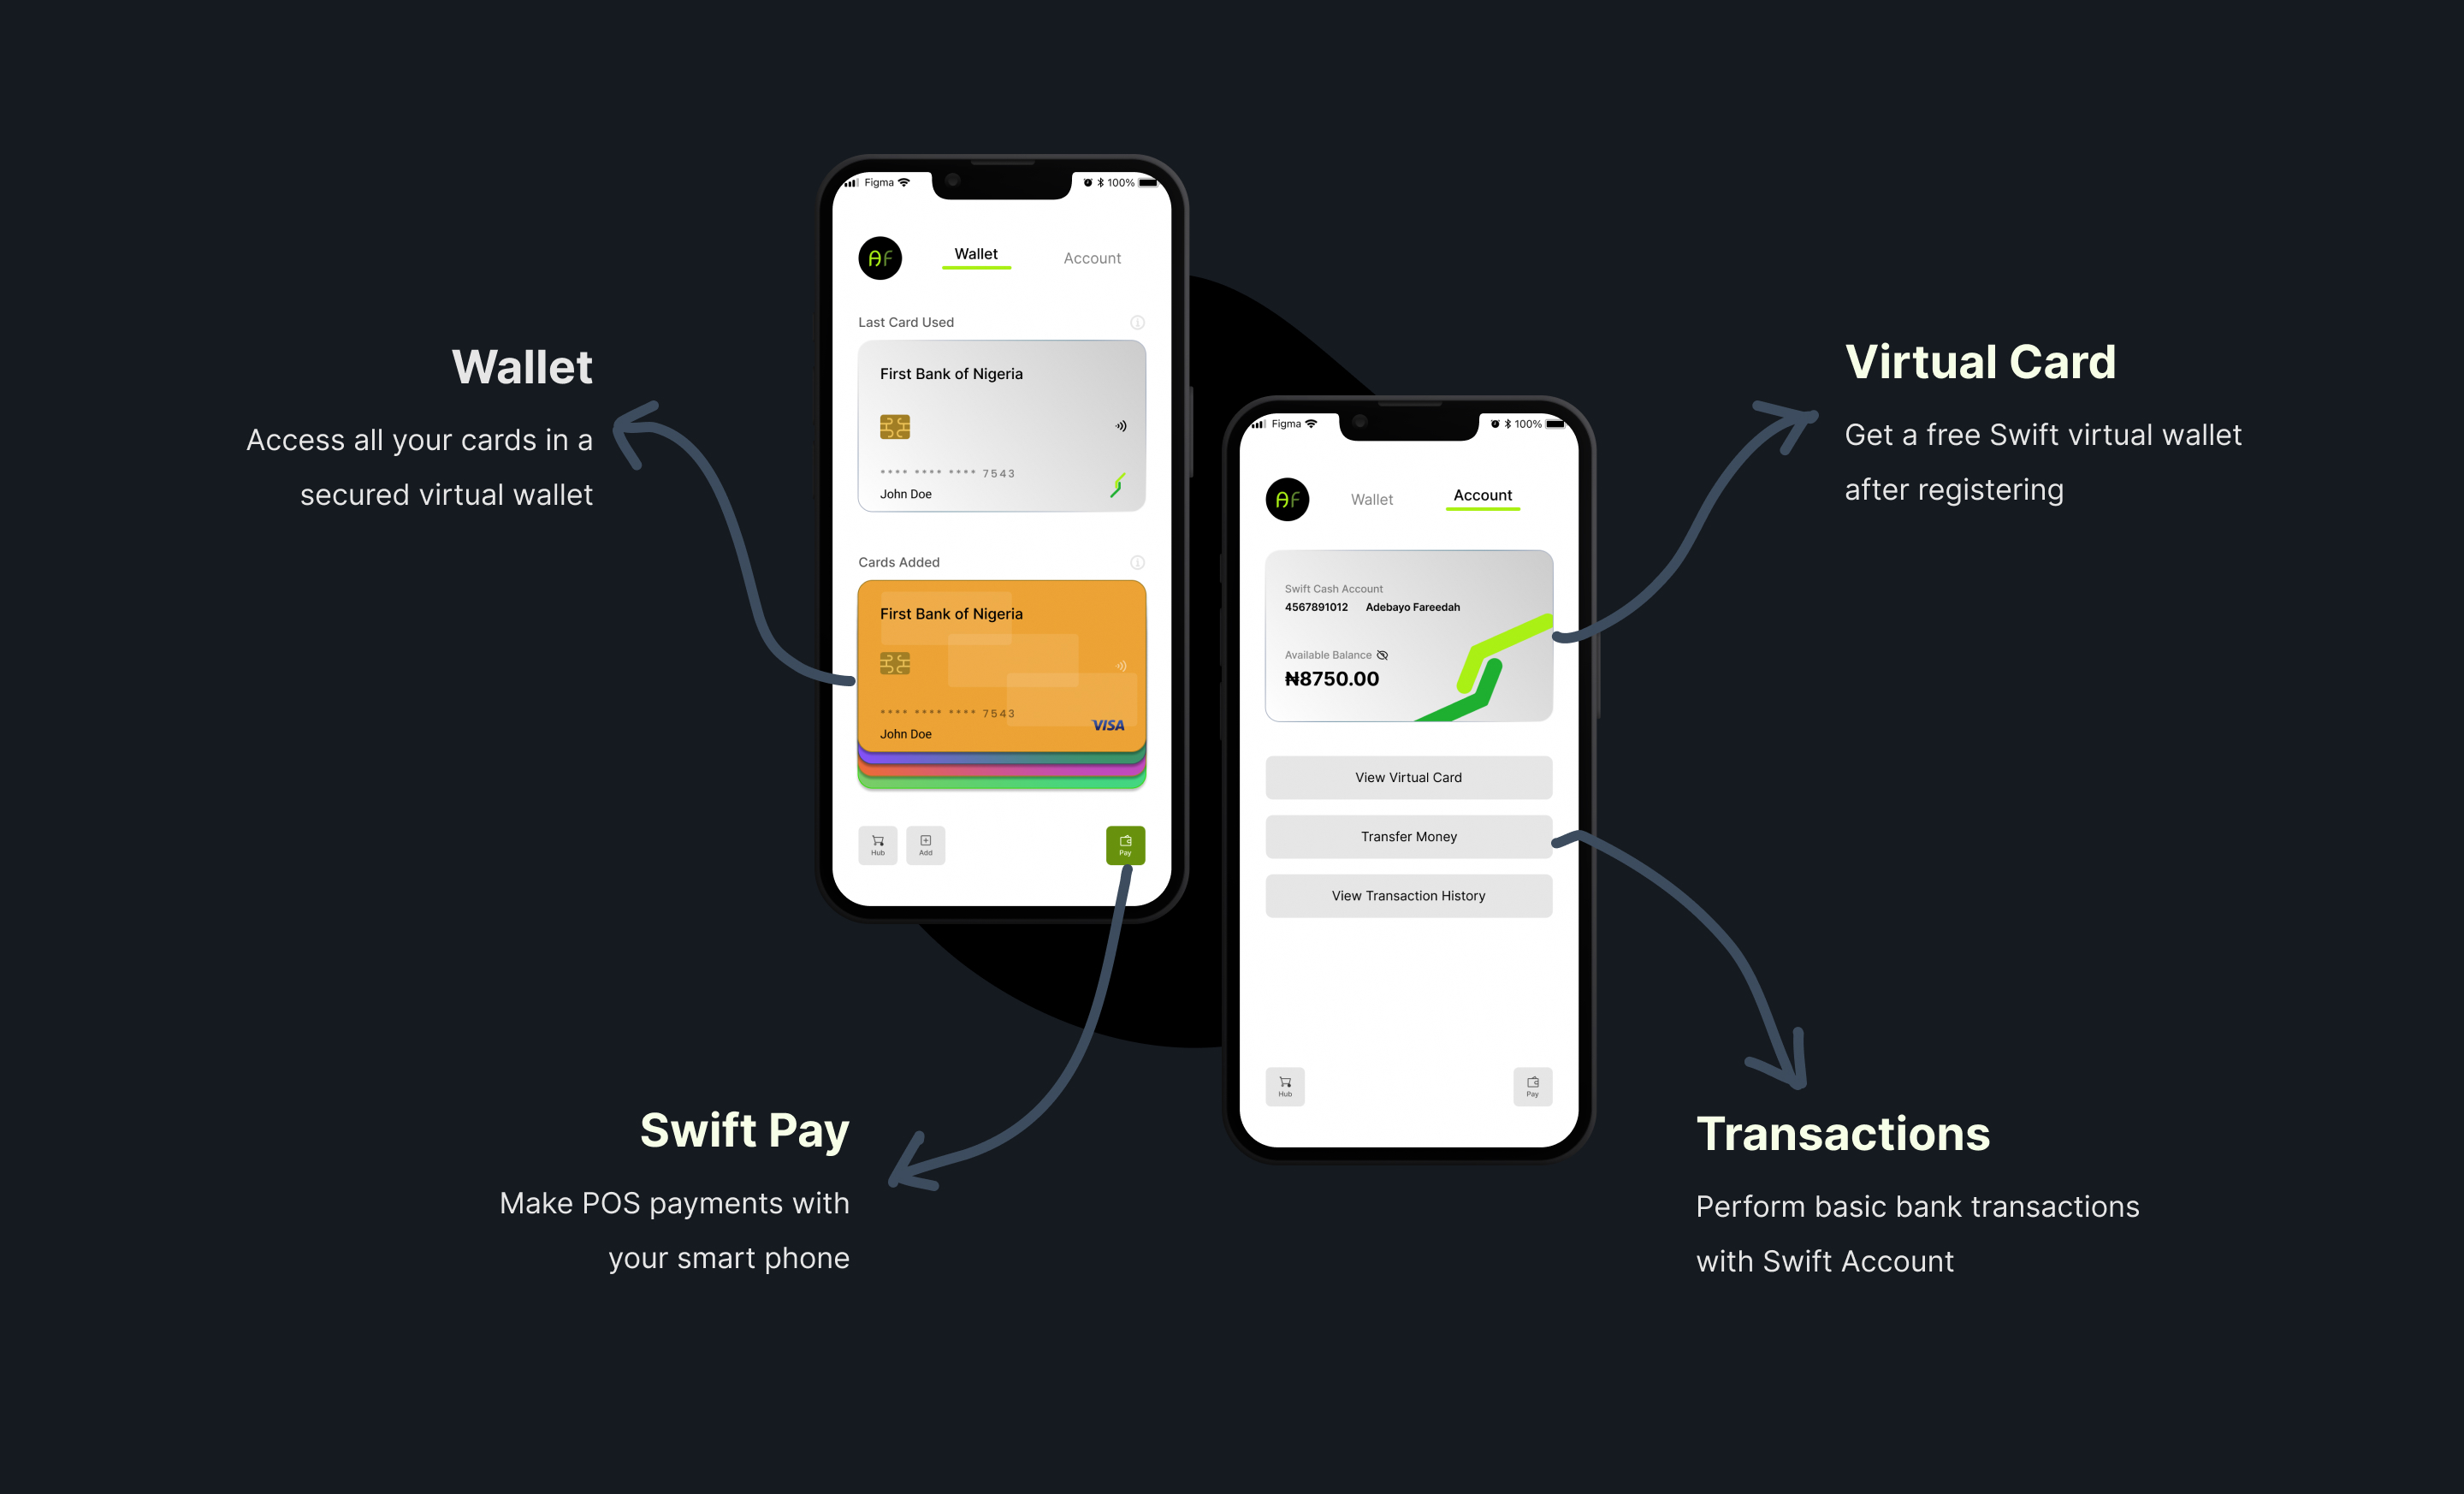 Wallet
Access all your cards in a
secured virtual wallet
Figma
100%
AF
Wallet
Account
Last Card Used
First Bank of Nigeria
**** **** **** 7543
John Doe
Cards Added
First Bank of Nigeria
**** **** **** 7543
VISA
John Doe
Hub
Add
Pay
Swift Pay
Make POS payments with
your smart phone
Figma
100%
AF
Wallet
Account
Swift Cash Account
4567891012 Adebayo Fareedah
Available Balance
₦8750.00
View Virtual Card
Transfer Money
View Transaction History
Hub
Pay
Virtual Card
Get a free Swift virtual wallet
after registering
Transactions
Perform basic bank transactions
with Swift Account